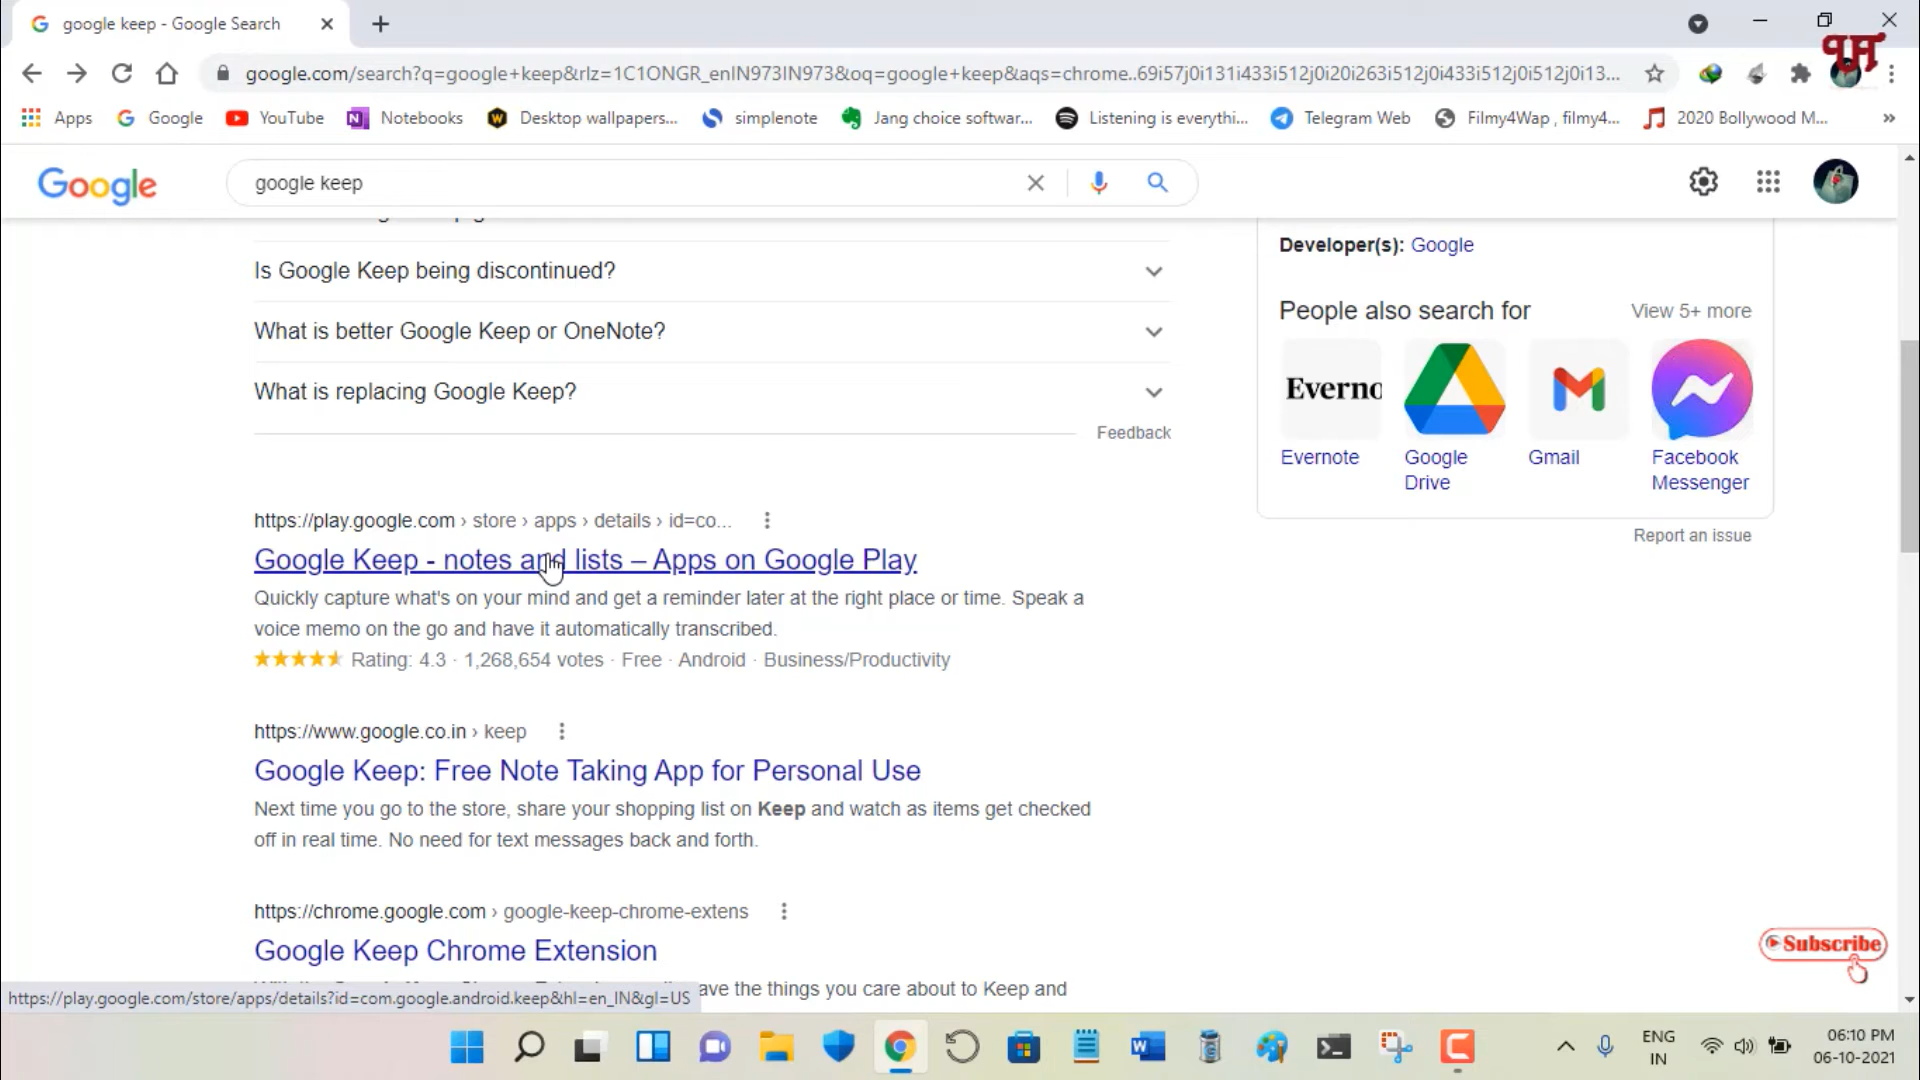 google keep - Google Search
google.com/search?q=google+keep&rlz=1C1ONGR_enIN973IN973&oq=google+keep&aqs=chrome..69i57j0i131i433i512j0i20i263i512j0i433i512j0i512j0i13...
Apps Google YouTube Notebooks Desktop wallpapers... simplenote Jang choice softwar... Listening is everythi... Telegram Web Filmy4Wap , filmy4... 2020 Bollywood M... »
Google google keep
Is Google Keep being discontinued?
What is better Google Keep or OneNote?
What is replacing Google Keep?
Feedback
https://play.google.com › store › apps › details › id=co...
Google Keep - notes and lists – Apps on Google Play
Quickly capture what's on your mind and get a reminder later at the right place or time. Speak a
voice memo on the go and have it automatically transcribed.
Rating: 4.3 · 1,268,654 votes · Free · Android · Business/Productivity
https://www.google.co.in › keep
Google Keep: Free Note Taking App for Personal Use
Next time you go to the store, share your shopping list on Keep and watch as items get checked
off in real time. No need for text messages back and forth.
https://chrome.google.com › google-keep-chrome-extens
Google Keep Chrome Extension
ave the things you care about to Keep and
https://play.google.com/store/apps/details?id=com.google.android.keep&hl=en_IN&gl=US
Developer(s): Google
People also search for View 5+ more
Everno
Evernote
Google
Drive
Gmail
Facebook
Messenger
Report an issue
Subscribe
ENG
IN
06:10 PM
06-10-2021